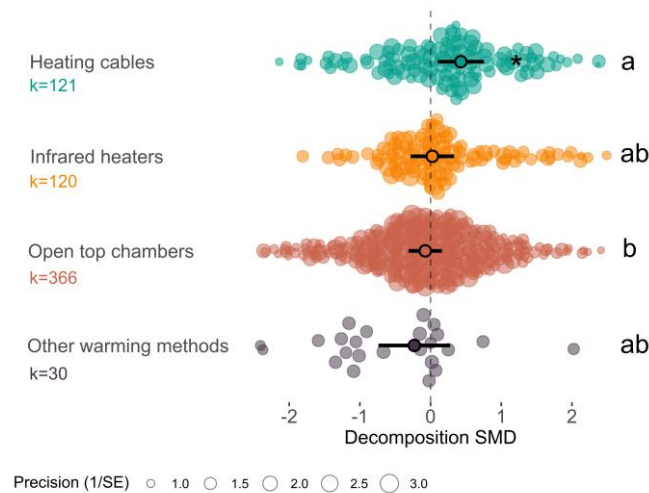 Heating cables
k=121
* a
Infrared heaters
k=120
ab
Open top chambers
k=366
b
Other warming methods
k=30
ab
-2 -1 0 1 2
Decomposition SMD
Precision (1/SE) 1.0 1.5 2.0 2.5 3.0